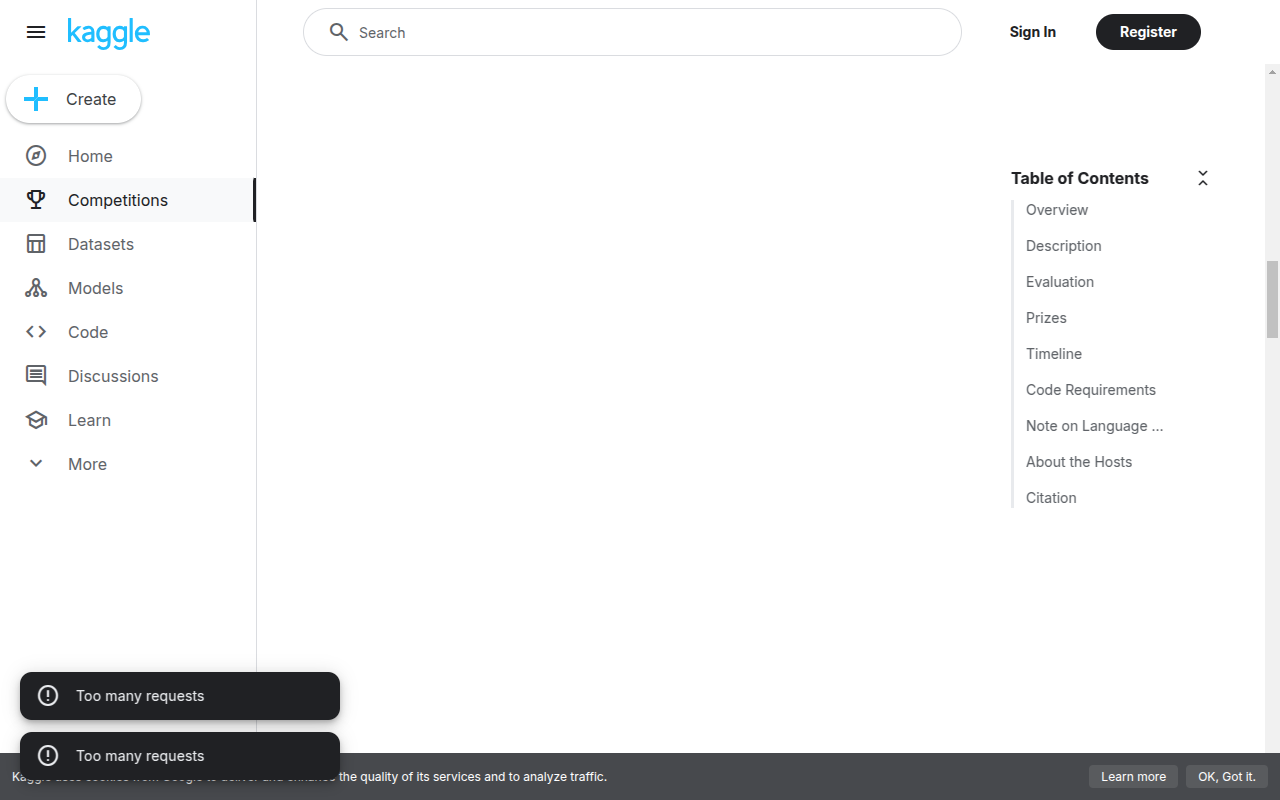 kaggle
Search
Sign In
Register
Create
Home
Competitions
Datasets
Models
Code
Discussions
Learn
More
Table of Contents
Overview
Description
Evaluation
Prizes
Timeline
Code Requirements
Note on Language ...
About the Hosts
Citation
Too many requests
Too many requests
the quality of its services and to analyze traffic.
Learn more
OK, Got it.